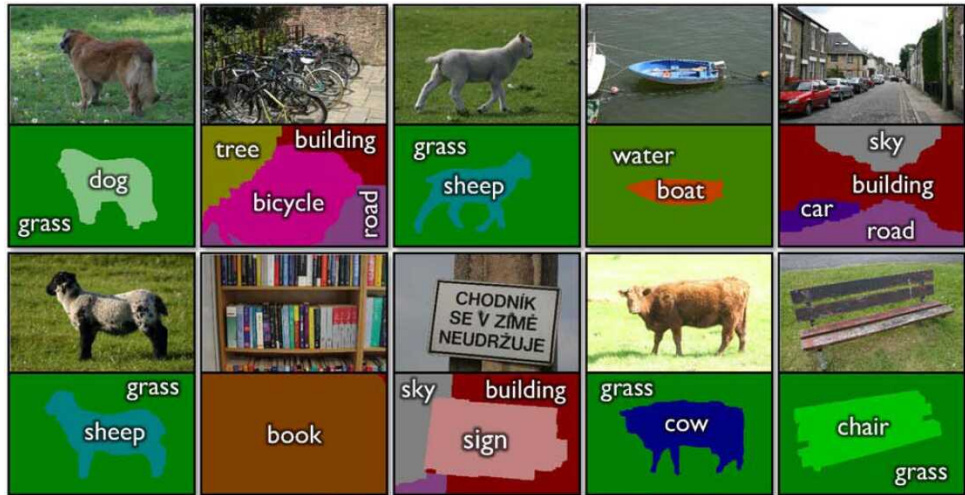 dog
grass
tree
building
bicycle
road
grass
sheep
water
boat
sky
building
car
road
CHODNÍK
SE V ZIMĚ
NEUDRŽUJE
grass
sheep
book
sky
building
sign
grass
cow
chair
grass